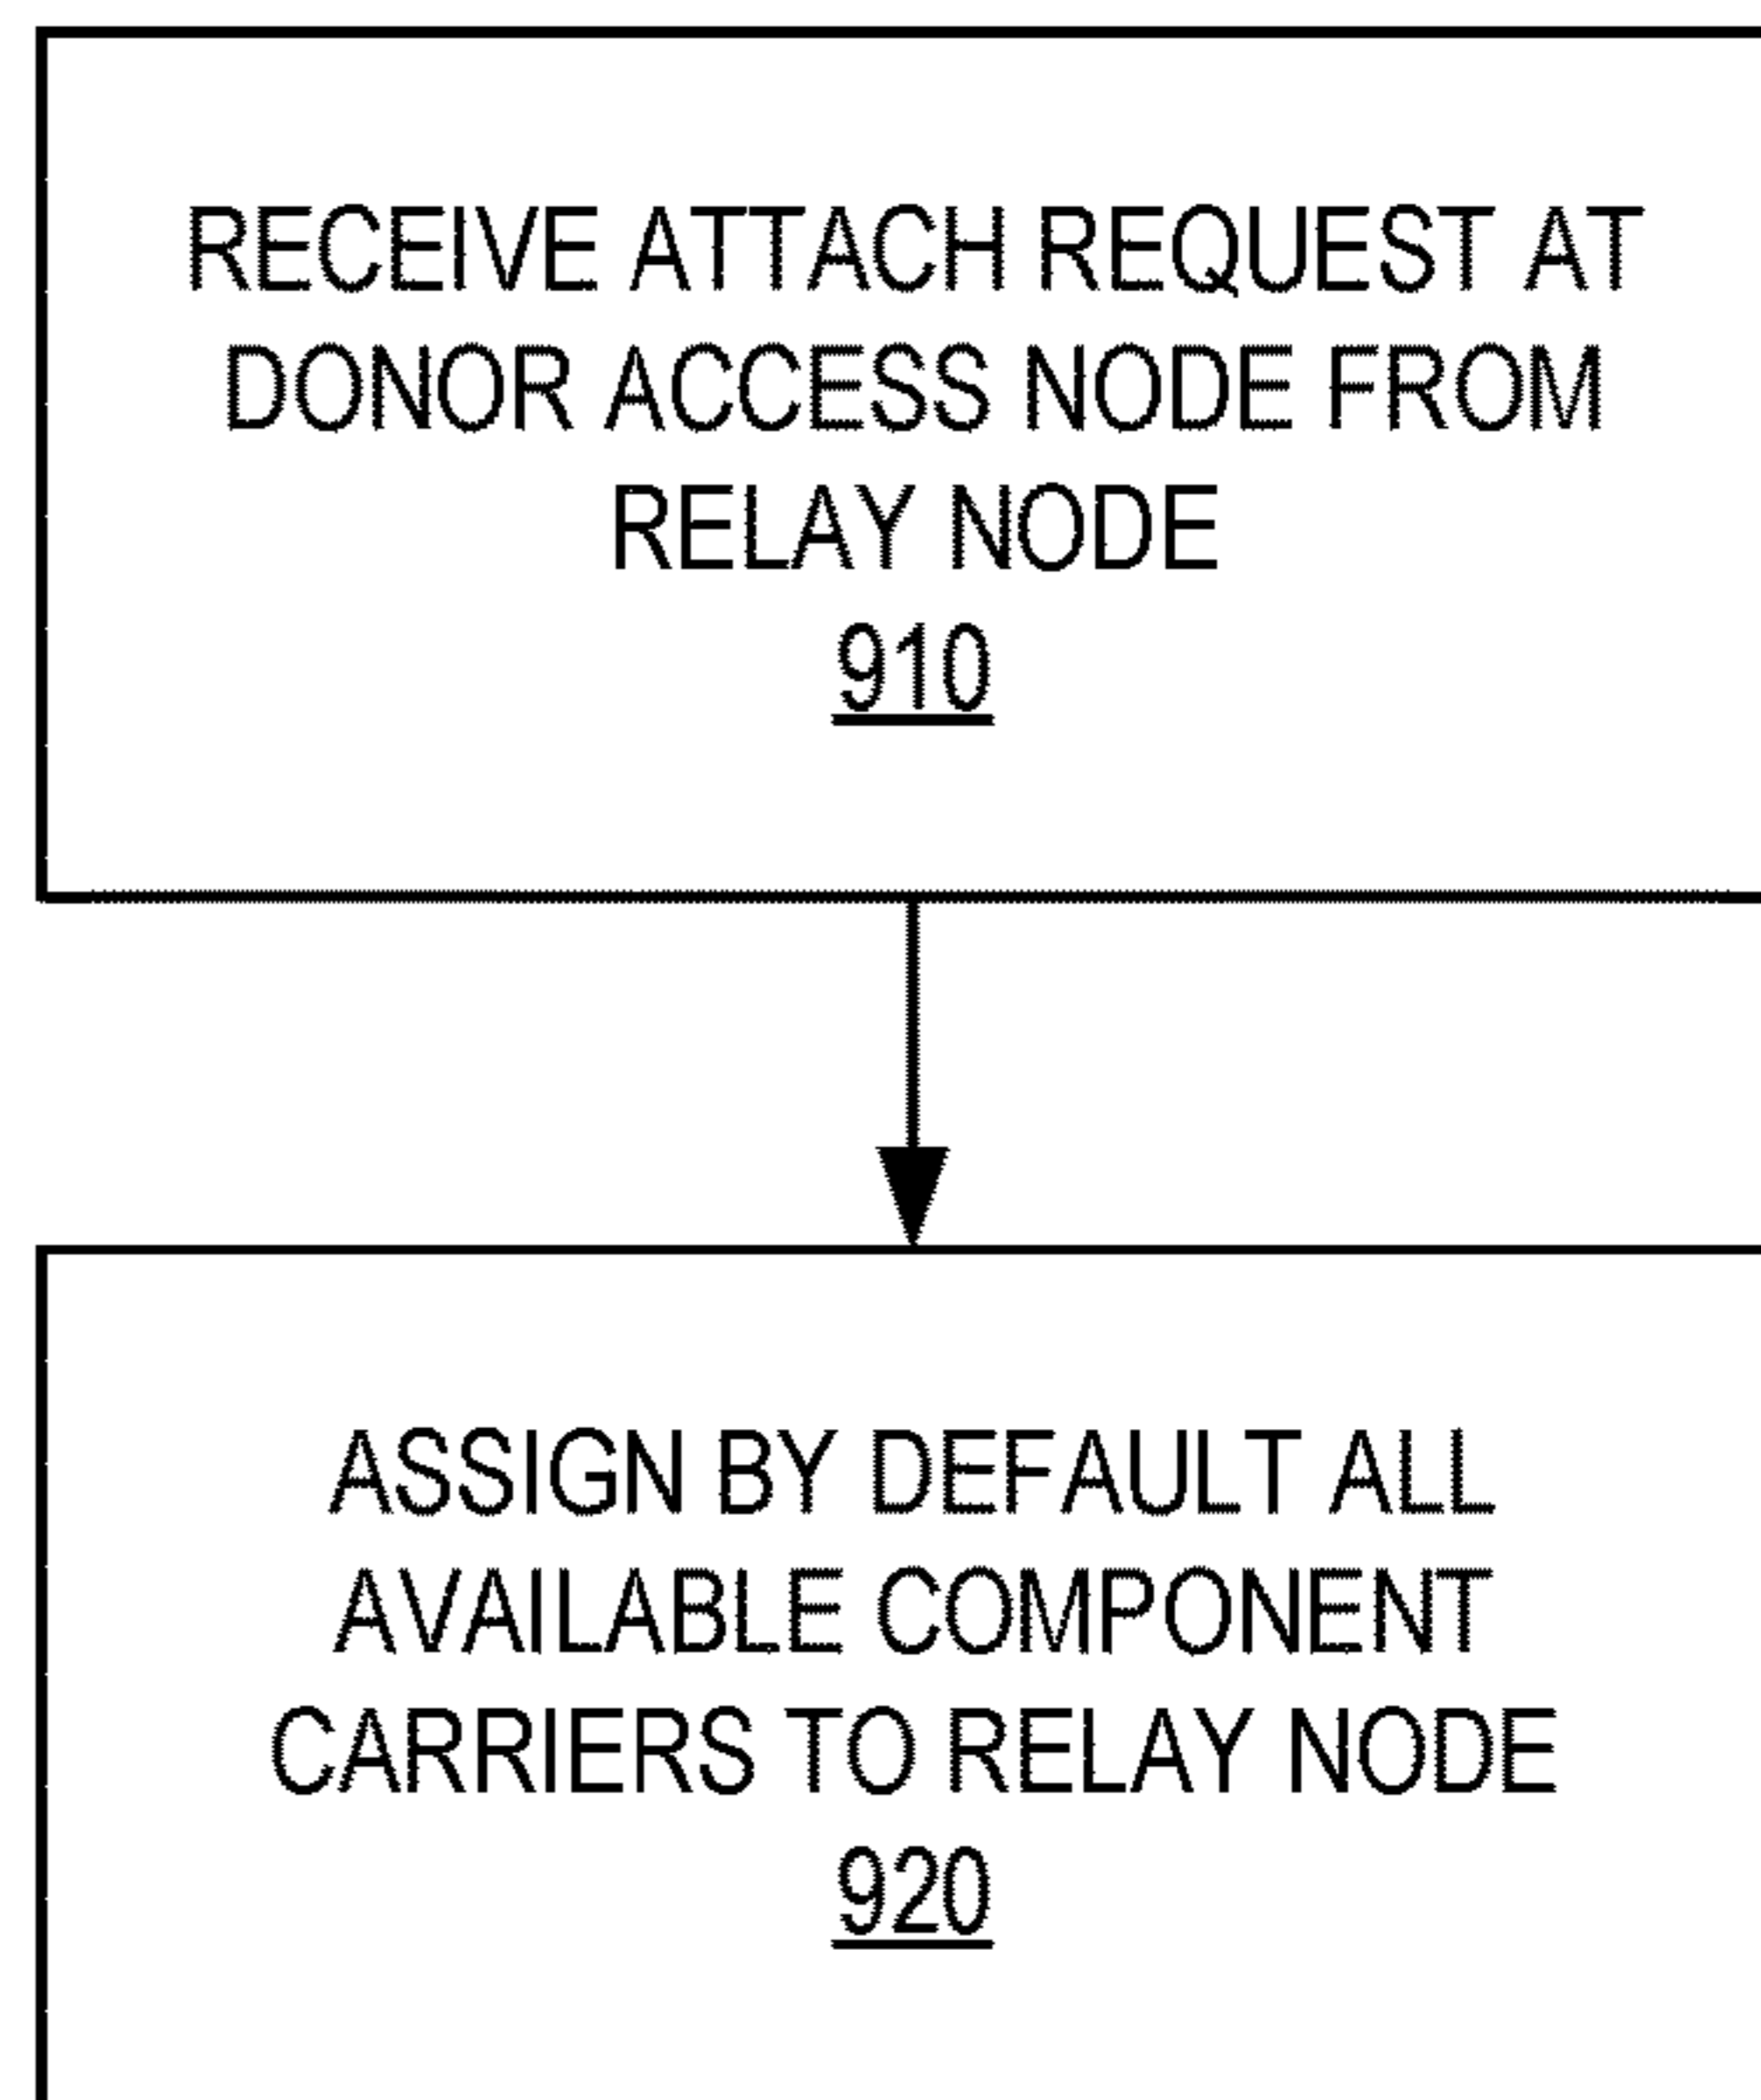 RECEIVE ATTACH REQUEST AT
DONOR ACCESS NODE FROM
RELAY NODE
910
ASSIGN BY DEFAULT ALL
AVAILABLE COMPONENT
CARRIERS TO RELAY NODE
920